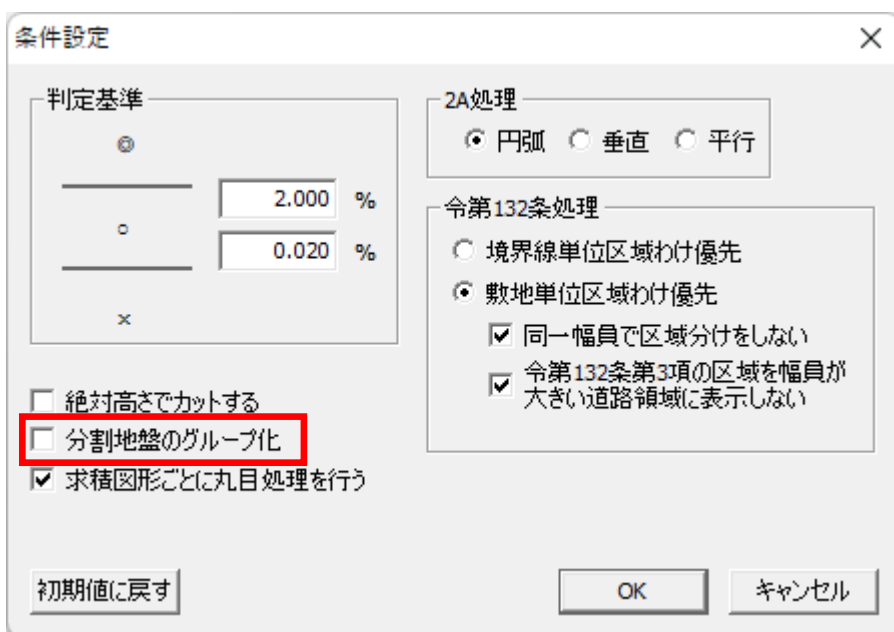 条件設定
判定基準
◎
2.000 %
○
0.020 %
×
絶対高さでカットする
分割地盤のグループ化
求積図形ごとに丸目処理を行う
2A処理
円弧 垂直 平行
令第132条処理
境界線単位区域わけ優先
敷地単位区域わけ優先
同一幅員で区域分けをしない
令第132条第3項の区域を幅員が
大きい道路領域に表示しない
初期値に戻す
OK
キャンセル